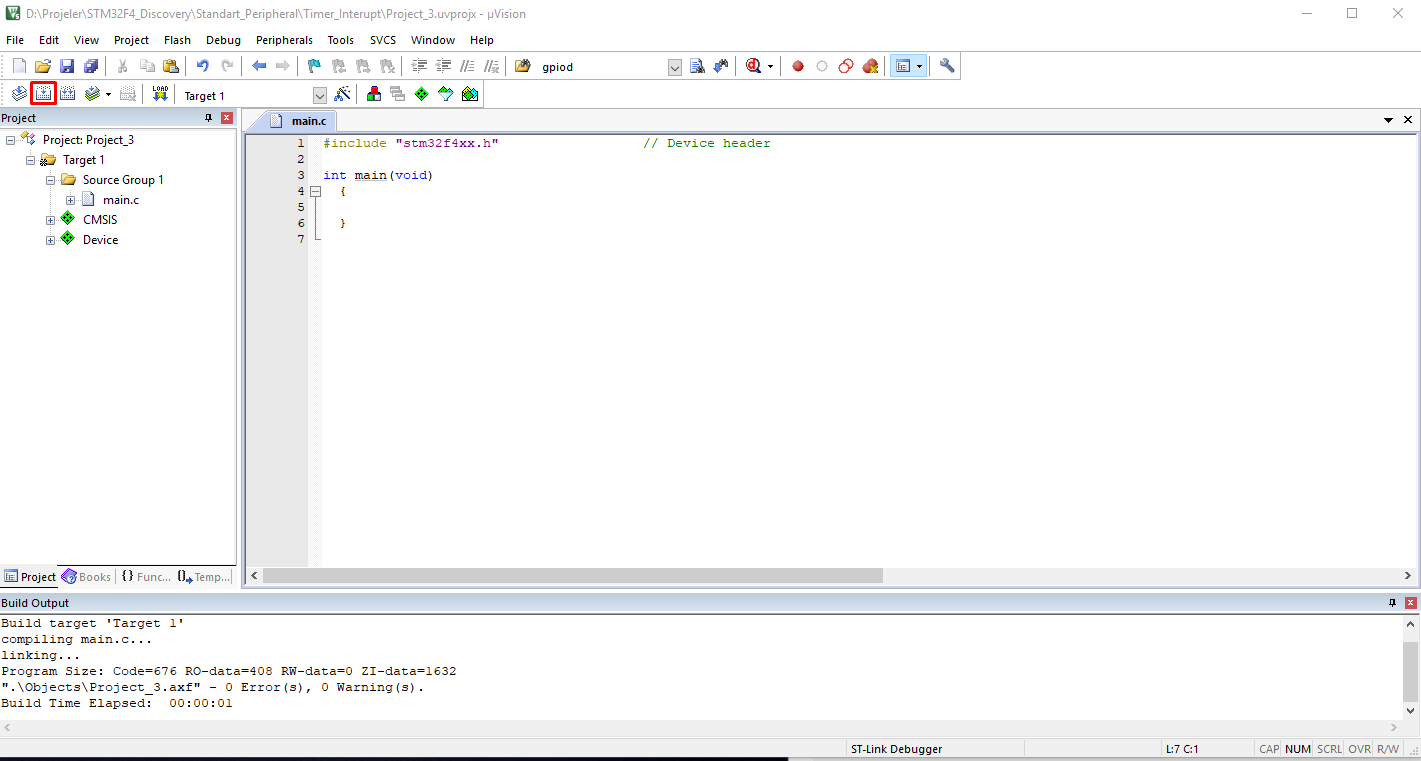 D:\Projeler\STM32F4_Discovery\Standart_Peripheral\Timer_Interupt\Project_3.uvprojx - µVision
File Edit View Project Flash Debug Peripherals Tools SVCS Window Help
gpiod
LOAD Target 1
Project
main.c
Project: Project_3
Target 1
Source Group 1
main.c
CMSIS
Device
1 #include "stm32f4xx.h" // Device header
2
3 int main(void)
4 {
5
6 }
7
Project Books {} Func... Temp...
Build Output
Build target 'Target 1'
compiling main.c...
linking...
Program Size: Code=676 RO-data=408 RW-data=0 ZI-data=1632
".\Objects\Project_3.axf" - 0 Error(s), 0 Warning(s).
Build Time Elapsed:  00:00:01
ST-Link Debugger L:7 C:1 CAP NUM SCRL OVR R/W